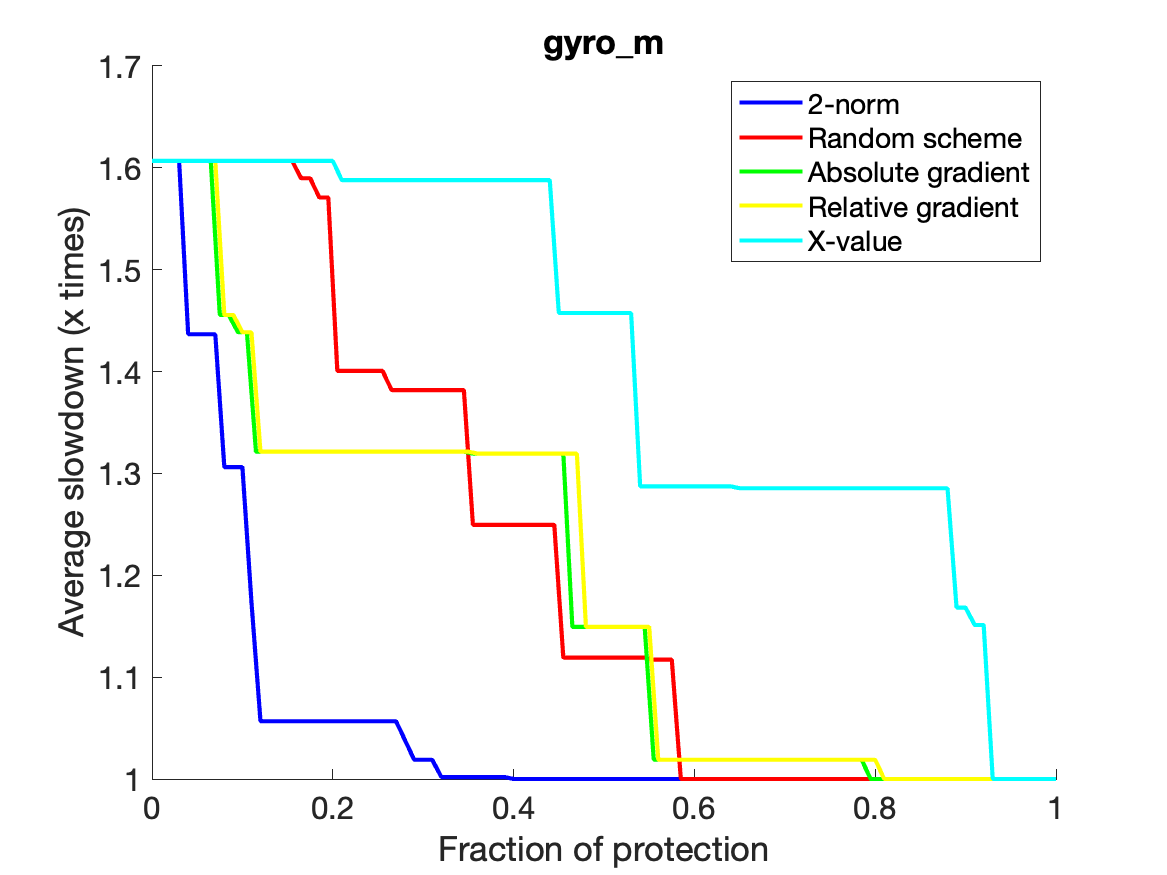 gyro_m
1.7
1.6
1.5
1.4
1.3
1.2
1.1
1
Average slowdown (x times)
2-norm
Random scheme
Absolute gradient
Relative gradient
X-value
0
0.2
0.4
0.6
0.8
1
Fraction of protection